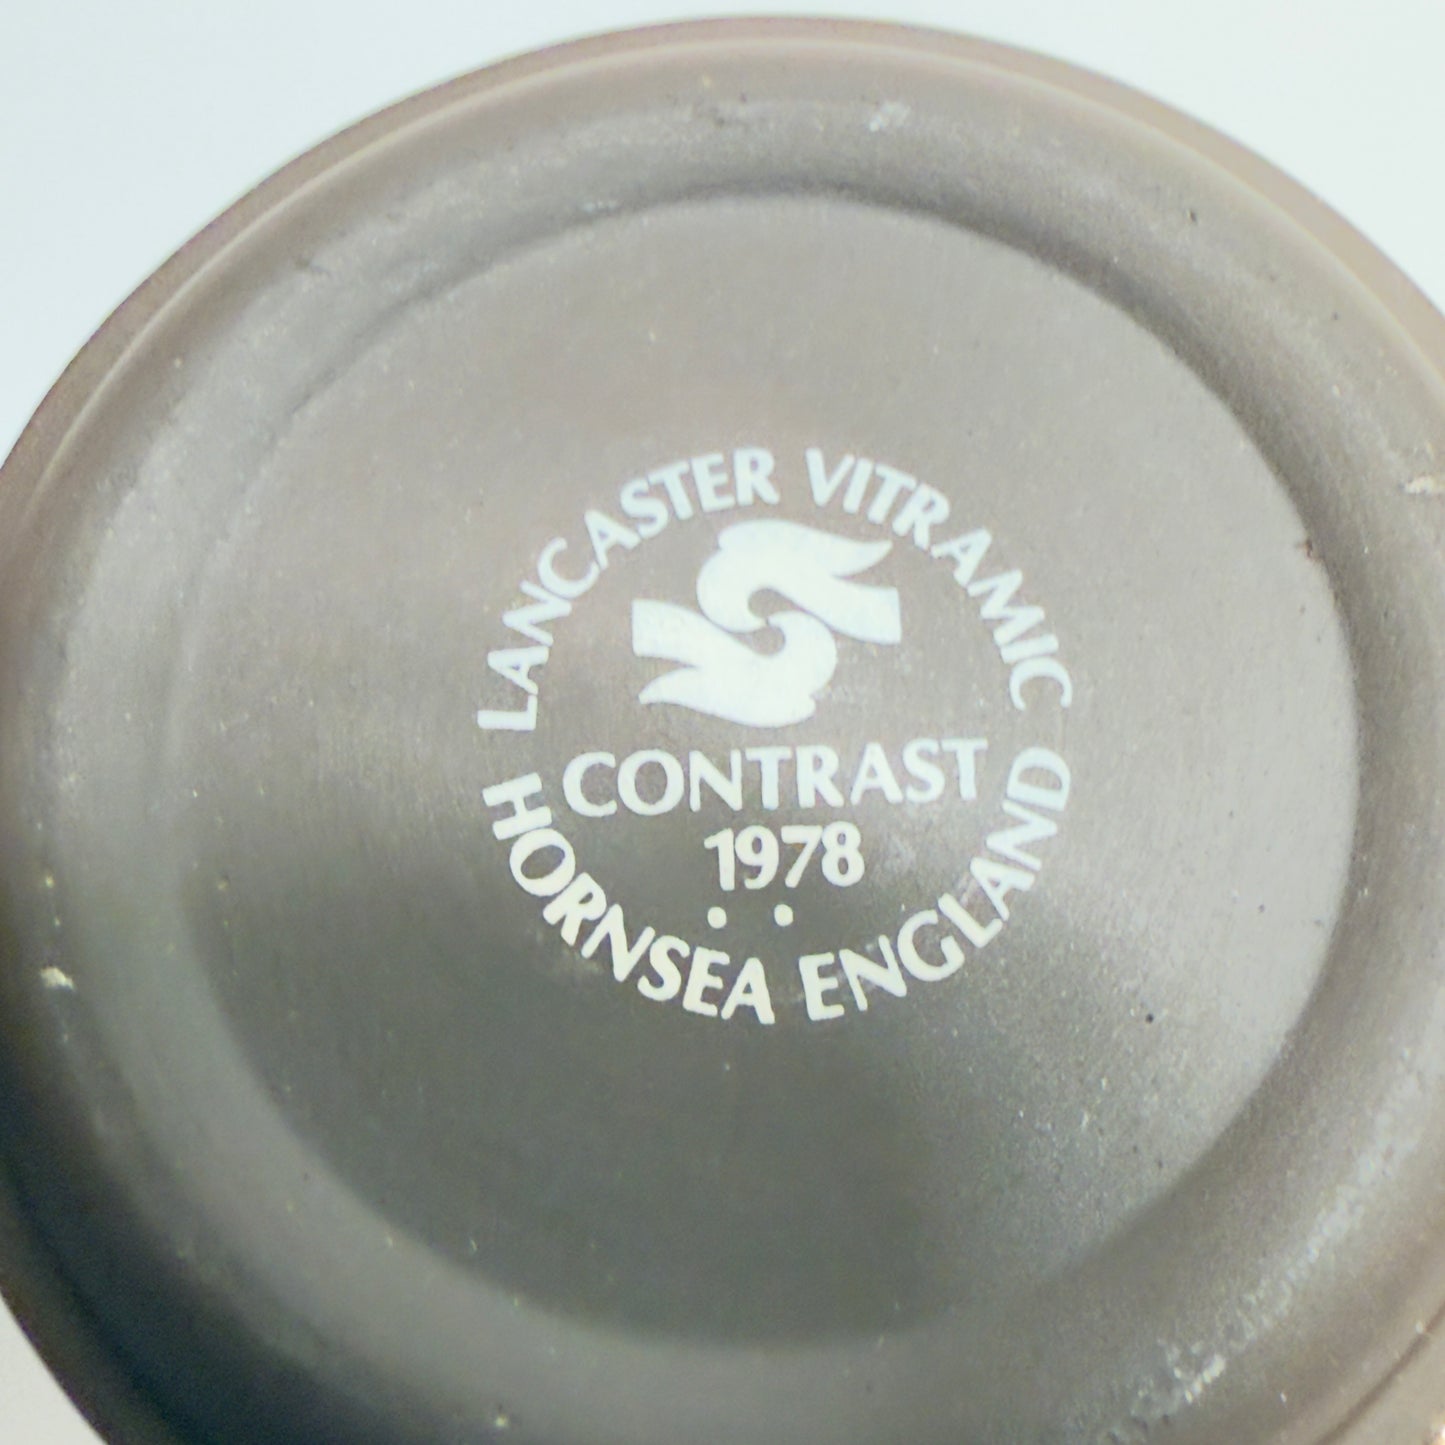 LANCASTER VITRAMIC
CONTRAST
1978
HORNSEA ENGLAND